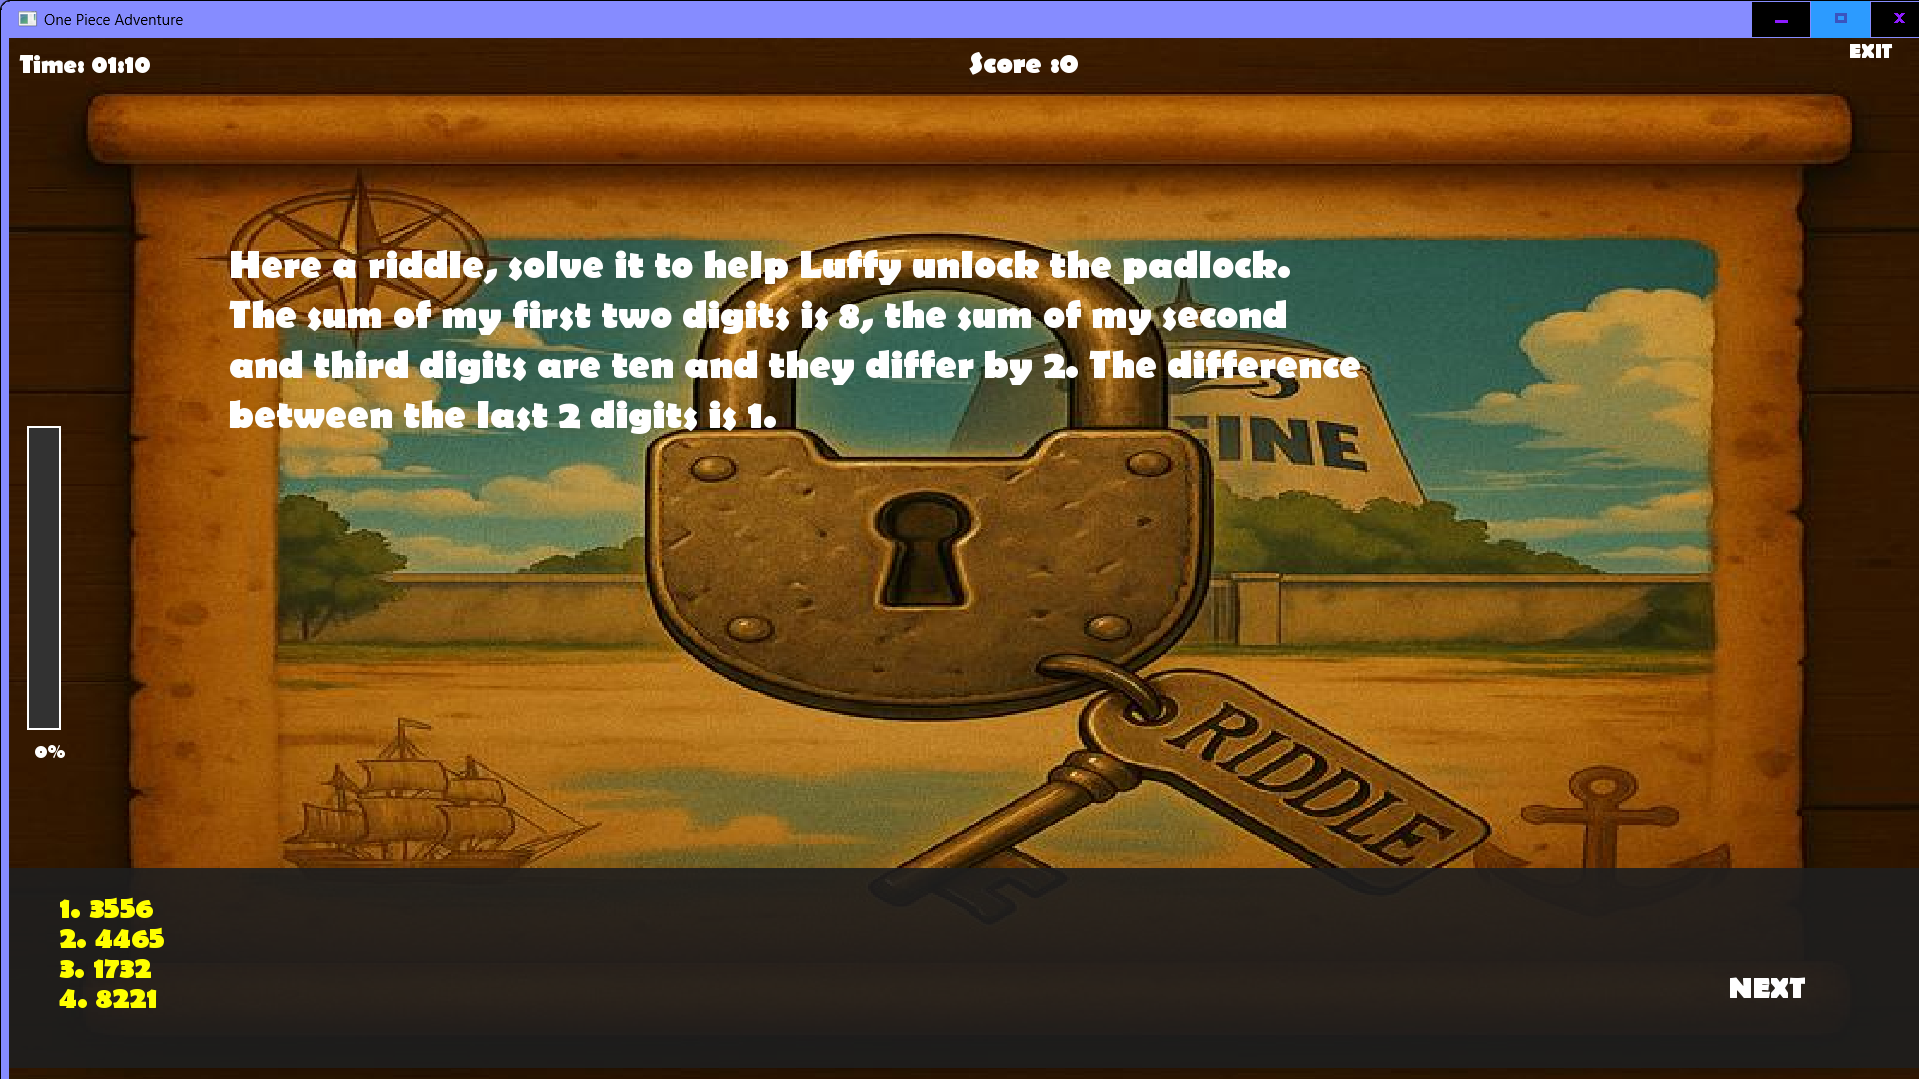 One Piece Adventure
Time: 01:10
Score :0
EXIT
Here a riddle, solve it to help Luffy unlock the padlock.
The sum of my first two digits is 8, the sum of my second
and third digits are ten and they differ by 2. The difference
between the last 2 digits is 1.
FINE
0%
RIDDLE
1. 3556
2. 4465
3. 1732
4. 8221
NEXT